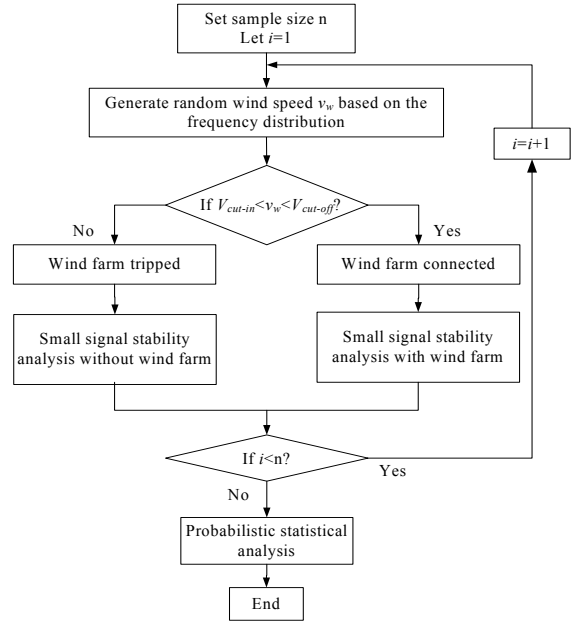 Set sample size n
Let i=1
Generate random wind speed vw based on the
frequency distribution
i=i+1
If Vcut-in<vw<Vcut-off?
No
Yes
Wind farm tripped
Wind farm connected
Small signal stability
analysis without wind farm
Small signal stability
analysis with wind farm
If i<n?
Yes
No
Probabilistic statistical
analysis
End